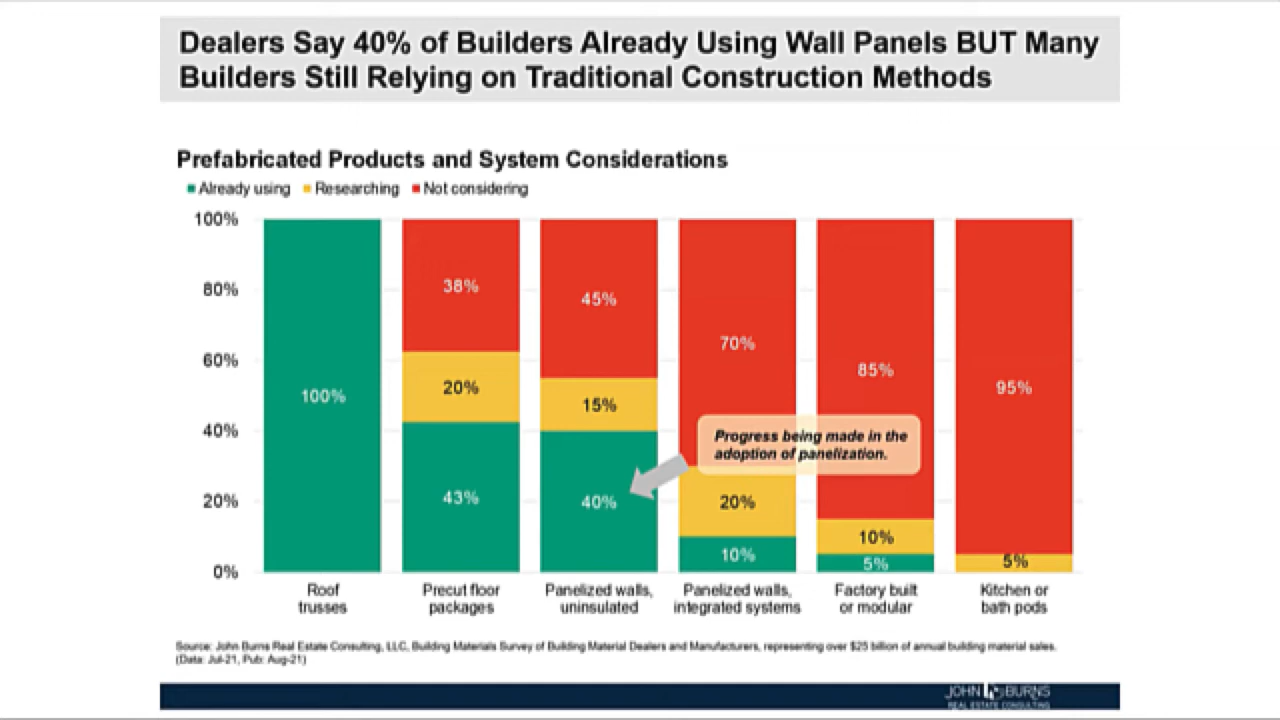 Dealers Say 40% of Builders Already Using Wall Panels BUT Many
Builders Still Relying on Traditional Construction Methods
Prefabricated Products and System Considerations
Already using Researching Not considering
100%
80%
60%
40%
20%
0%
100%
38%
20%
43%
45%
15%
40%
70%
20%
10%
85%
10%
5%
95%
5%
Progress being made in the
adoption of panelization.
Roof
trusses
Precut floor
packages
Panelized walls,
uninsulated
Panelized walls,
integrated systems
Factory built
or modular
Kitchen or
bath pods
Source: John Burns Real Estate Consulting, LLC, Building Materials Survey of Building Material Dealers and Manufacturers, representing over $25 billion of annual building material sales.
(Data: Jul-21, Pub: Aug-21)
JOHN BURNS
REAL ESTATE CONSULTING